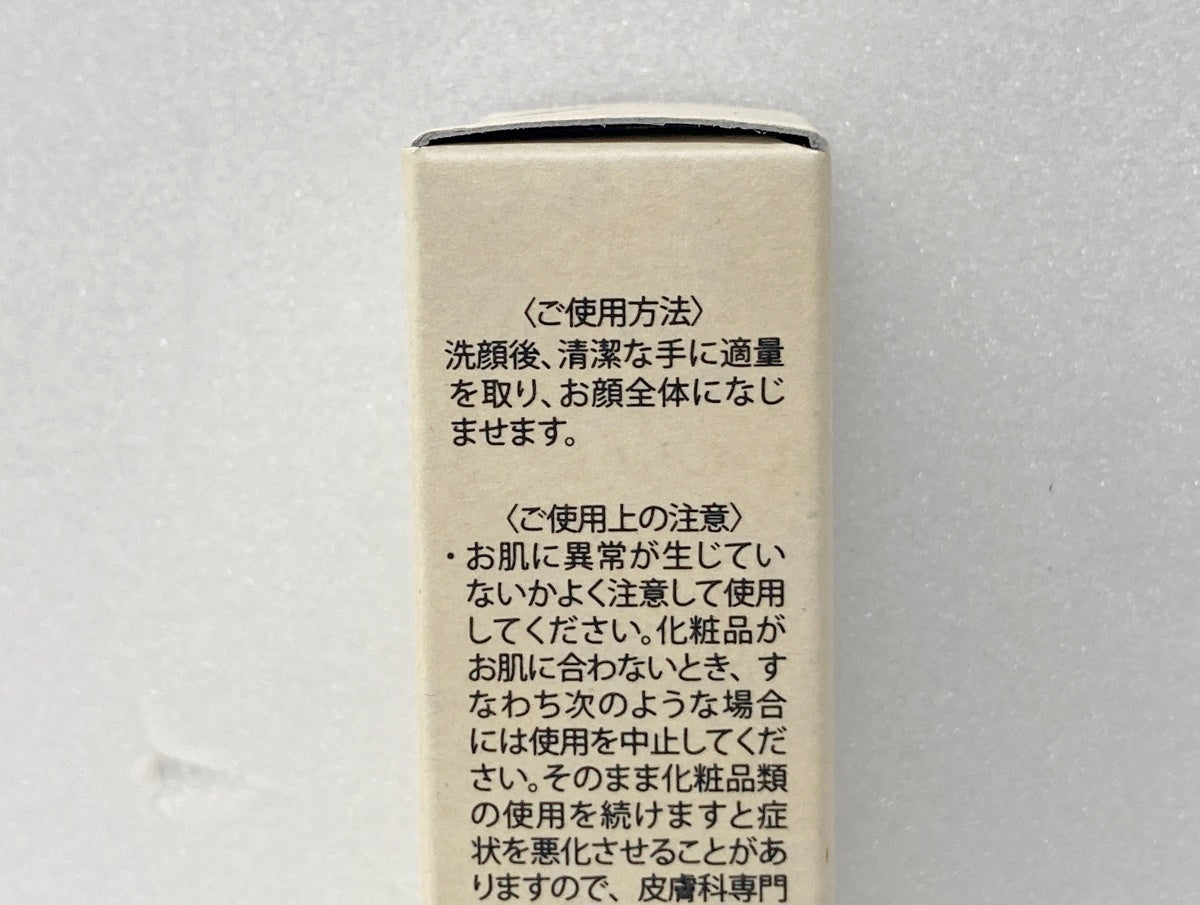 〈ご使用方法〉
洗顔後、清潔な手に適量
を取り、お顔全体になじ
ませます。
〈ご使用上の注意〉
・お肌に異常が生じてい
ないかよく注意して使用
してください。化粧品が
お肌に合わないとき、す
なわち次のような場合
には使用を中止してくだ
さい。そのまま化粧品類
の使用を続けますと症
状を悪化させることがあ
りますので、皮膚科専門